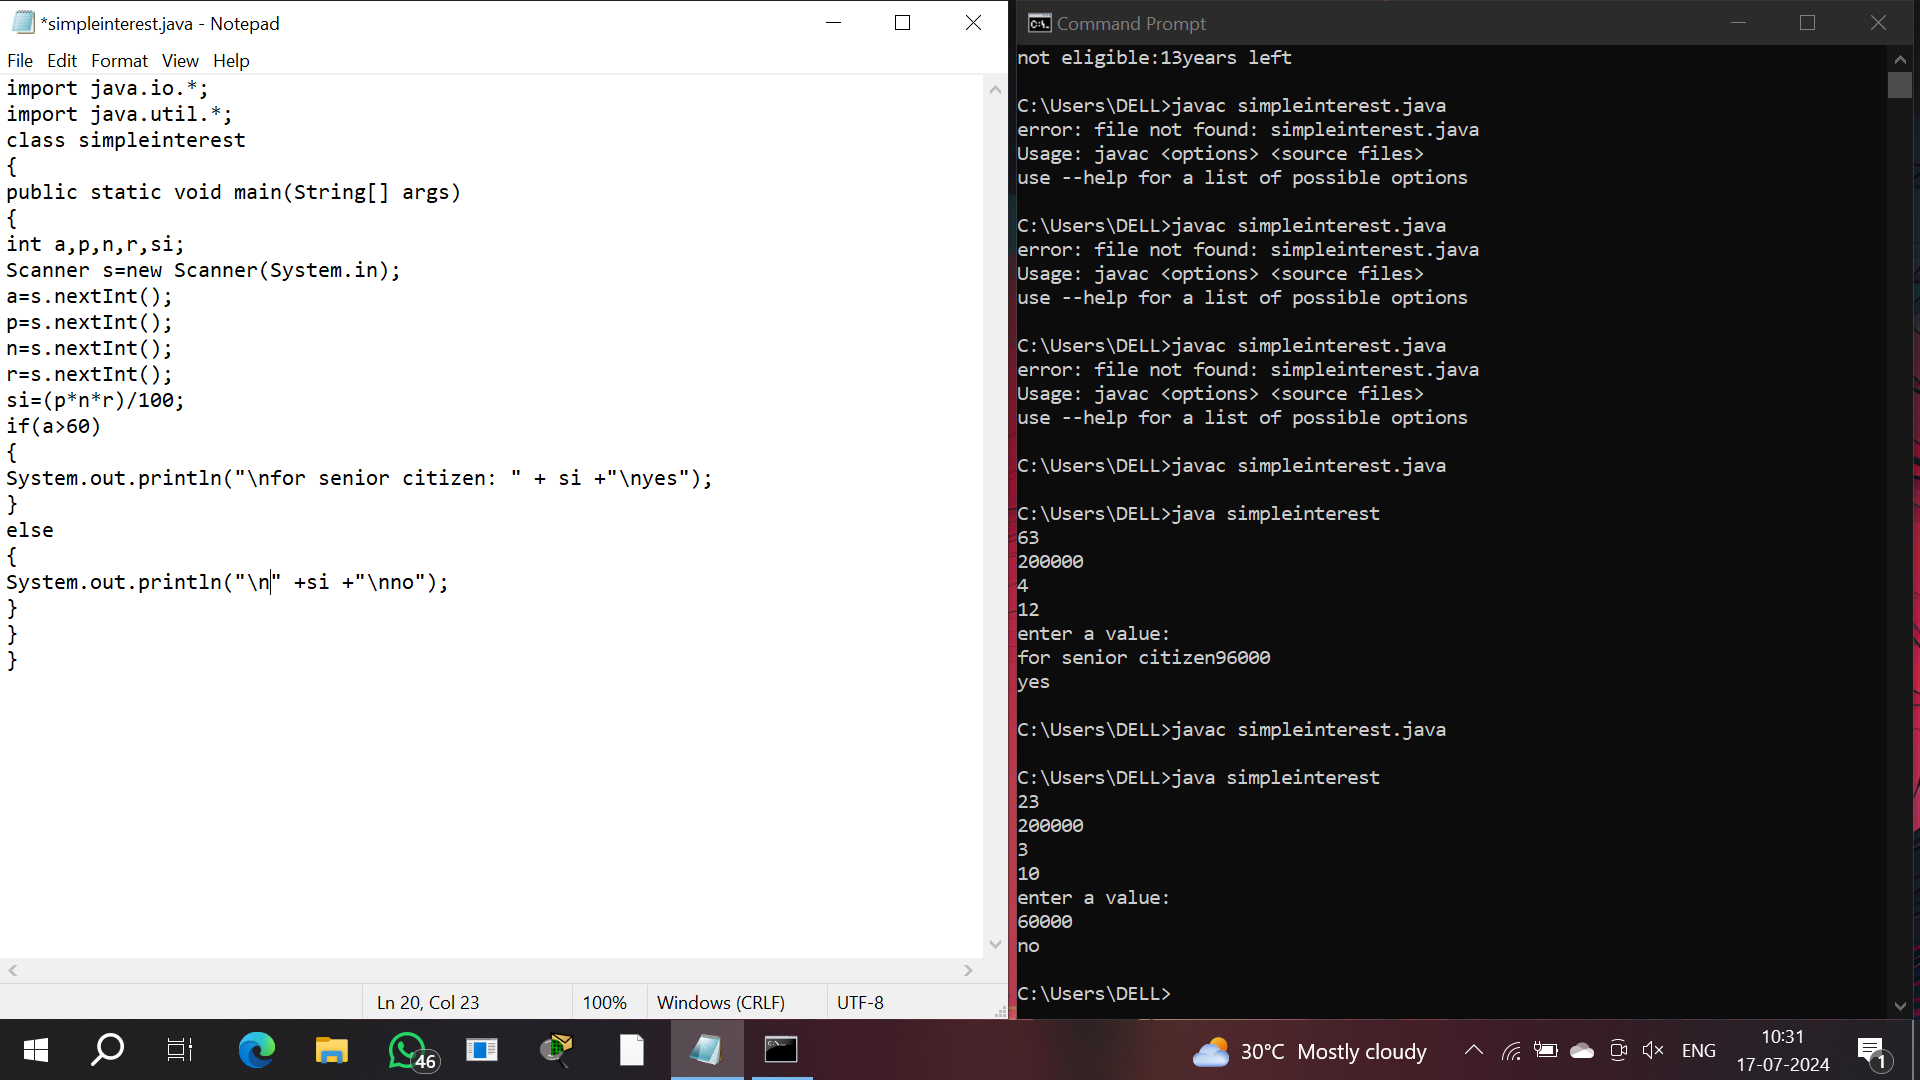 *simpleinterest.java - Notepad
File Edit Format View Help
import java.io.*;
import java.util.*;
class simpleinterest
{
public static void main(String[] args)
{
int a,p,n,r,si;
Scanner s=new Scanner(System.in);
a=s.nextInt();
p=s.nextInt();
n=s.nextInt();
r=s.nextInt();
si=(p*n*r)/100;
if(a>60)
{
System.out.println("\nfor senior citizen: " + si +"\nyes");
}
else
{
System.out.println("\n" +si +"\nno");
}
}
}
Ln 20, Col 23 100% Windows (CRLF) UTF-8
Command Prompt
not eligible:13years left
C:\Users\DELL>javac simpleinterest.java
error: file not found: simpleinterest.java
Usage: javac <options> <source files>
use --help for a list of possible options
C:\Users\DELL>javac simpleinterest.java
error: file not found: simpleinterest.java
Usage: javac <options> <source files>
use --help for a list of possible options
C:\Users\DELL>javac simpleinterest.java
error: file not found: simpleinterest.java
Usage: javac <options> <source files>
use --help for a list of possible options
C:\Users\DELL>javac simpleinterest.java
C:\Users\DELL>java simpleinterest
63
200000
4
12
enter a value:
for senior citizen96000
yes
C:\Users\DELL>javac simpleinterest.java
C:\Users\DELL>java simpleinterest
23
200000
3
10
enter a value:
60000
no
C:\Users\DELL>
46
30°C Mostly cloudy
ENG
10:31
17-07-2024
1